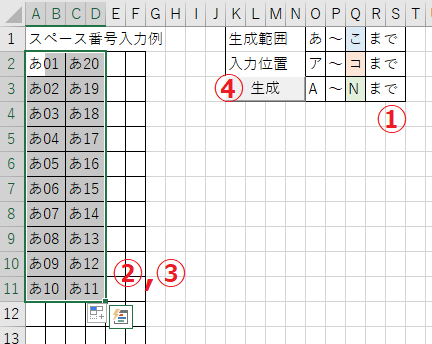 A B C D E F G H I J K L M N O P Q R S
1 スペース番号入力例 生成範囲 あ ～ こ まで
2 あ01 あ20 入力位置 ア ～ コ まで
3 あ02 あ19 ④ 生成 A ～ N まで
4 あ03 あ18 ①
5 あ04 あ17
6 あ05 あ16
7 あ06 あ15
8 あ07 あ14
9 あ08 あ13
10 あ09 あ12 ②,③
11 あ10 あ11
12
13